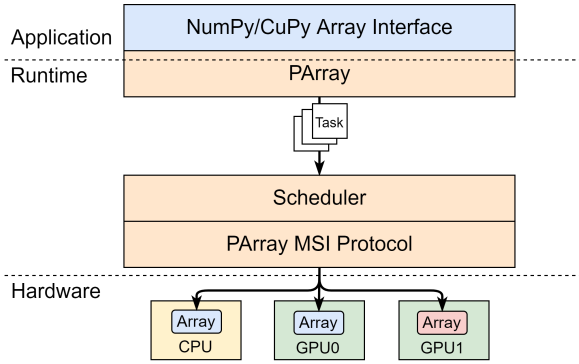 NumPy/CuPy Array Interface
Application
Runtime
PArray
Task
Scheduler
PArray MSI Protocol
Hardware
Array
Array
Array
CPU
GPU0
GPU1